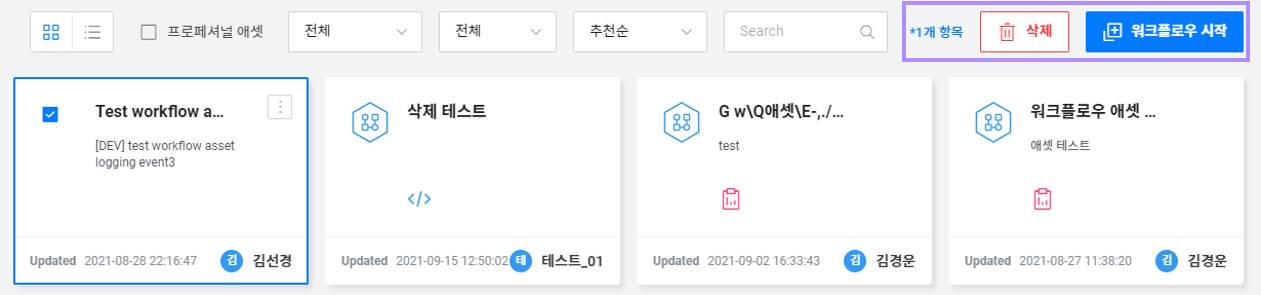 프로페셔널 애셋
전체
전체
추천순
Search
*1개 항목
삭제
워크플로우 시작
Test workflow a...
[DEV] test workflow asset
logging event3
Updated 2021-08-28 22:16:47 김 김선경
삭제 테스트
Updated 2021-09-15 12:50:02 테 테스트_01
G w\Q애셋\E-,./...
test
Updated 2021-09-02 16:33:43 김 김경운
워크플로우 애셋 ...
애셋 테스트
Updated 2021-08-27 11:38:20 김 김경운